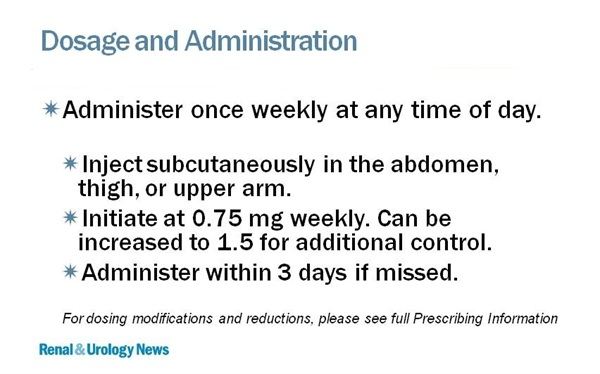 Dosage and Administration
✷ Administer once weekly at any time of day.
✷ Inject subcutaneously in the abdomen,
thigh, or upper arm.
✷ Initiate at 0.75 mg weekly. Can be
increased to 1.5 for additional control.
✷ Administer within 3 days if missed.
For dosing modifications and reductions, please see full Prescribing Information
Renal&Urology News